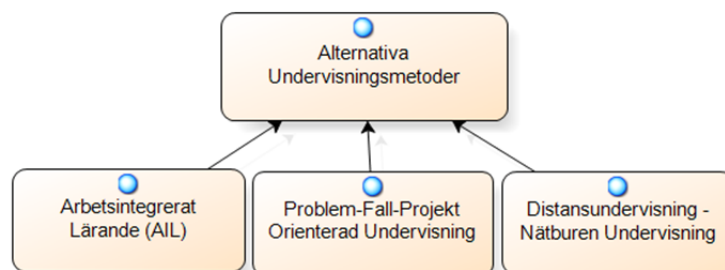 Alternativa
Undervisningsmetoder
Arbetsintegrerat
Lärande (AIL)
Problem-Fall-Projekt
Orienterad Undervisning
Distansundervisning -
Nätburen Undervisning